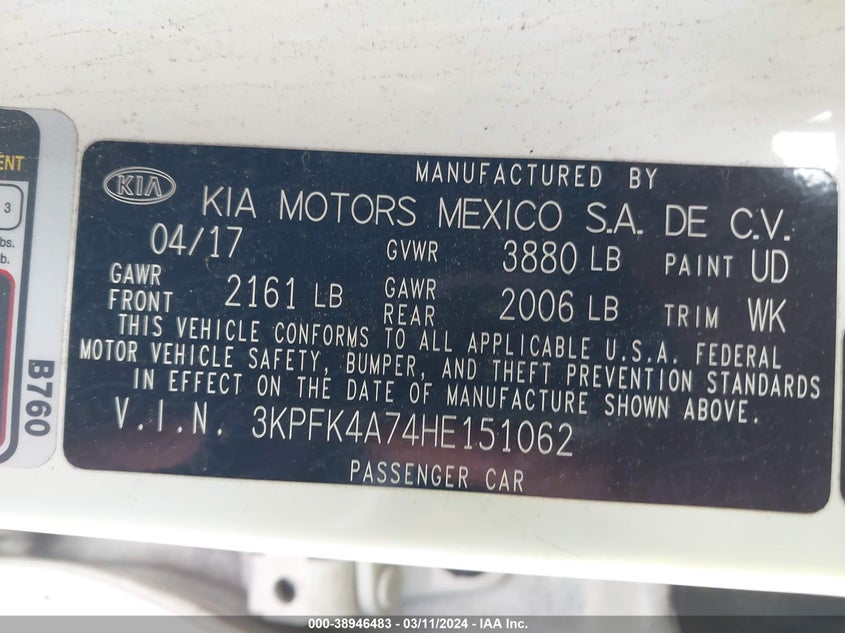 ENT
3
bs.
b.
B760
MANUFACTURED BY
KIA KIA MOTORS MEXICO S.A. DE C.V.
04/17 GVWR 3880 LB PAINT UD
GAWR FRONT 2161 LB GAWR REAR 2006 LB TRIM WK
THIS VEHICLE CONFORMS TO ALL APPLICABLE U.S.A. FEDERAL
MOTOR VEHICLE SAFETY, BUMPER, AND THEFT PREVENTION STANDARDS
IN EFFECT ON THE DATE OF MANUFACTURE SHOWN ABOVE.
V.I.N. 3KPFK4A74HE151062
PASSENGER CAR
000-38946483 - 03/11/2024 - IAA Inc.